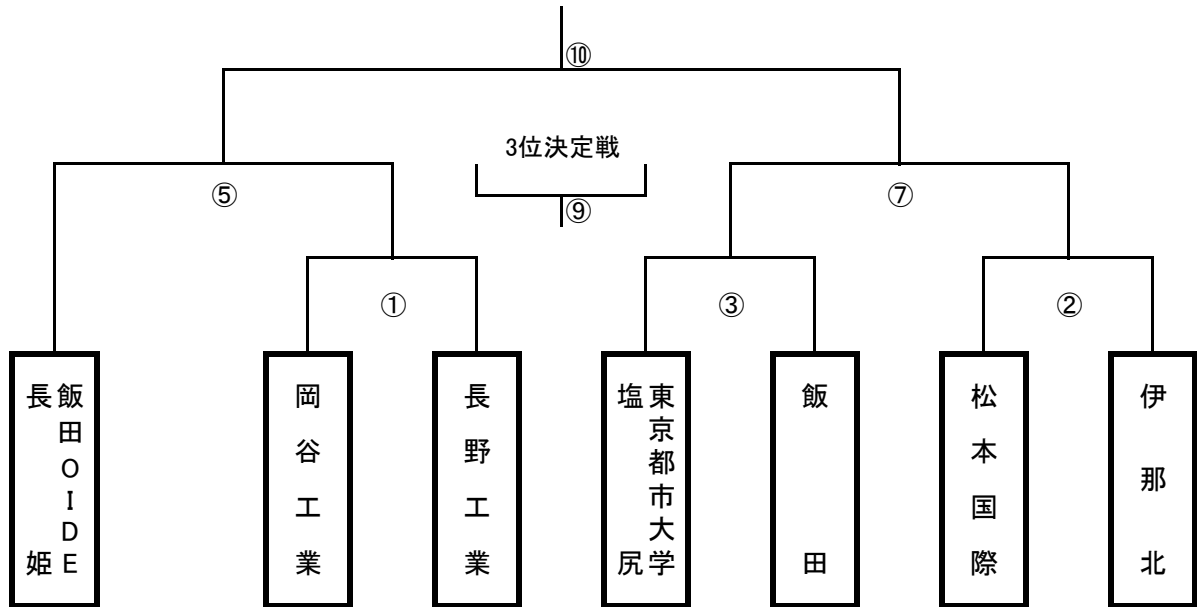 ⑩
3位決定戦
⑤
⑦
⑨
①
③
②
飯田OIDE
長姫
岡谷工業
長野工業
東京都市大学
塩尻
飯田
松本国際
伊那北